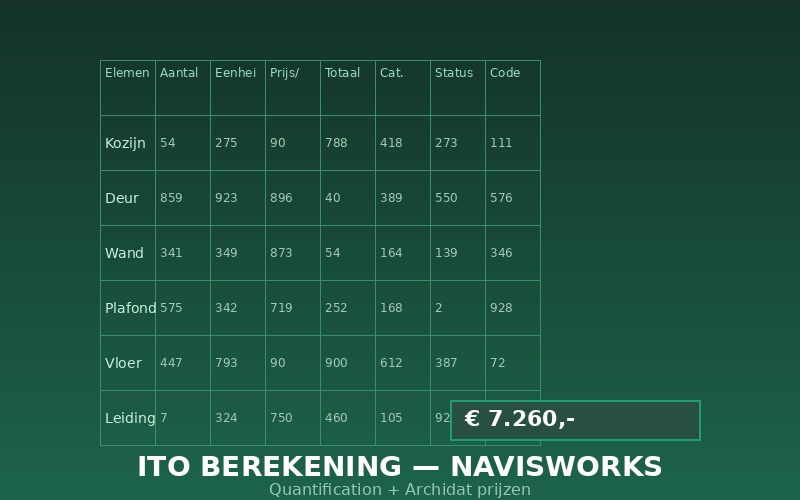 Elemen Aantal Eenhei Prijs/ Totaal Cat. Status Code
Kozijn 54 275 90 788 418 273 111
Deur 859 923 896 40 389 550 576
Wand 341 349 873 54 164 139 346
Plafond 575 342 719 252 168 2 928
Vloer 447 793 90 900 612 387 72
Leiding 7 324 750 460 105
€ 7.260,-
ITO BEREKENING — NAVISWORKS
Quantification + Archidat prijzen